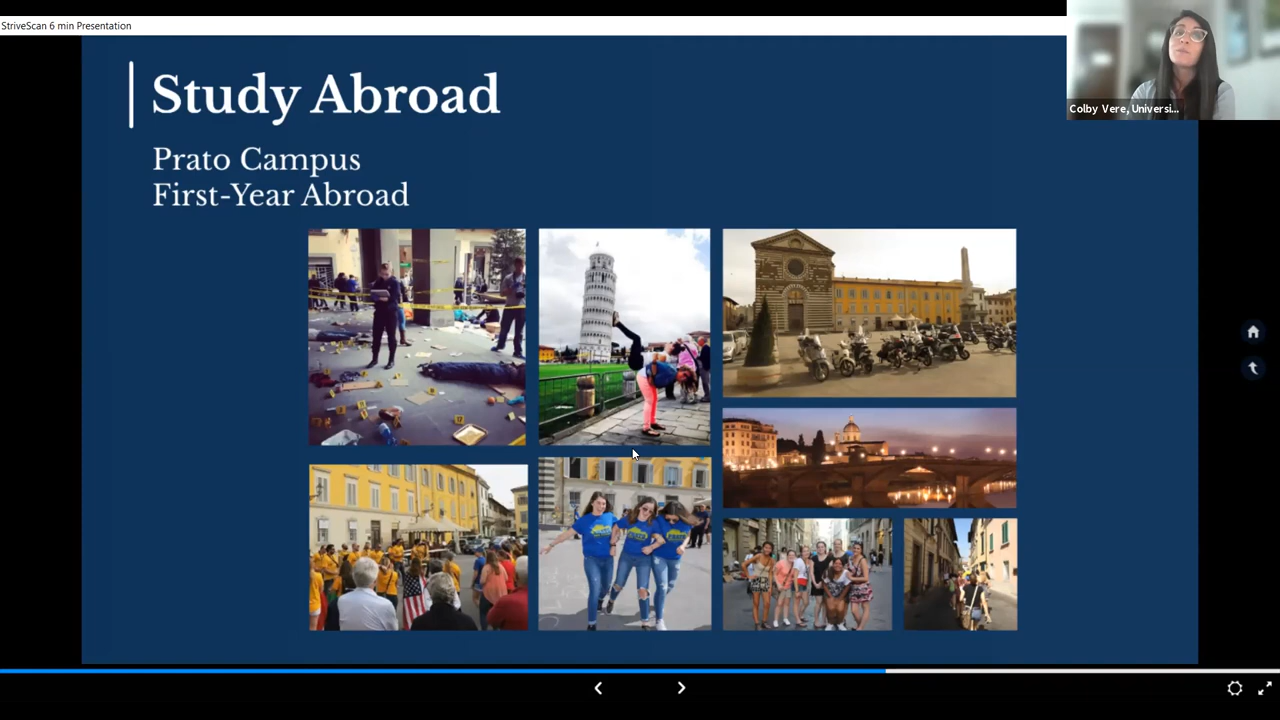 StriveScan 6 min Presentation
Study Abroad
Prato Campus
First-Year Abroad
Colby Vere, Universi...